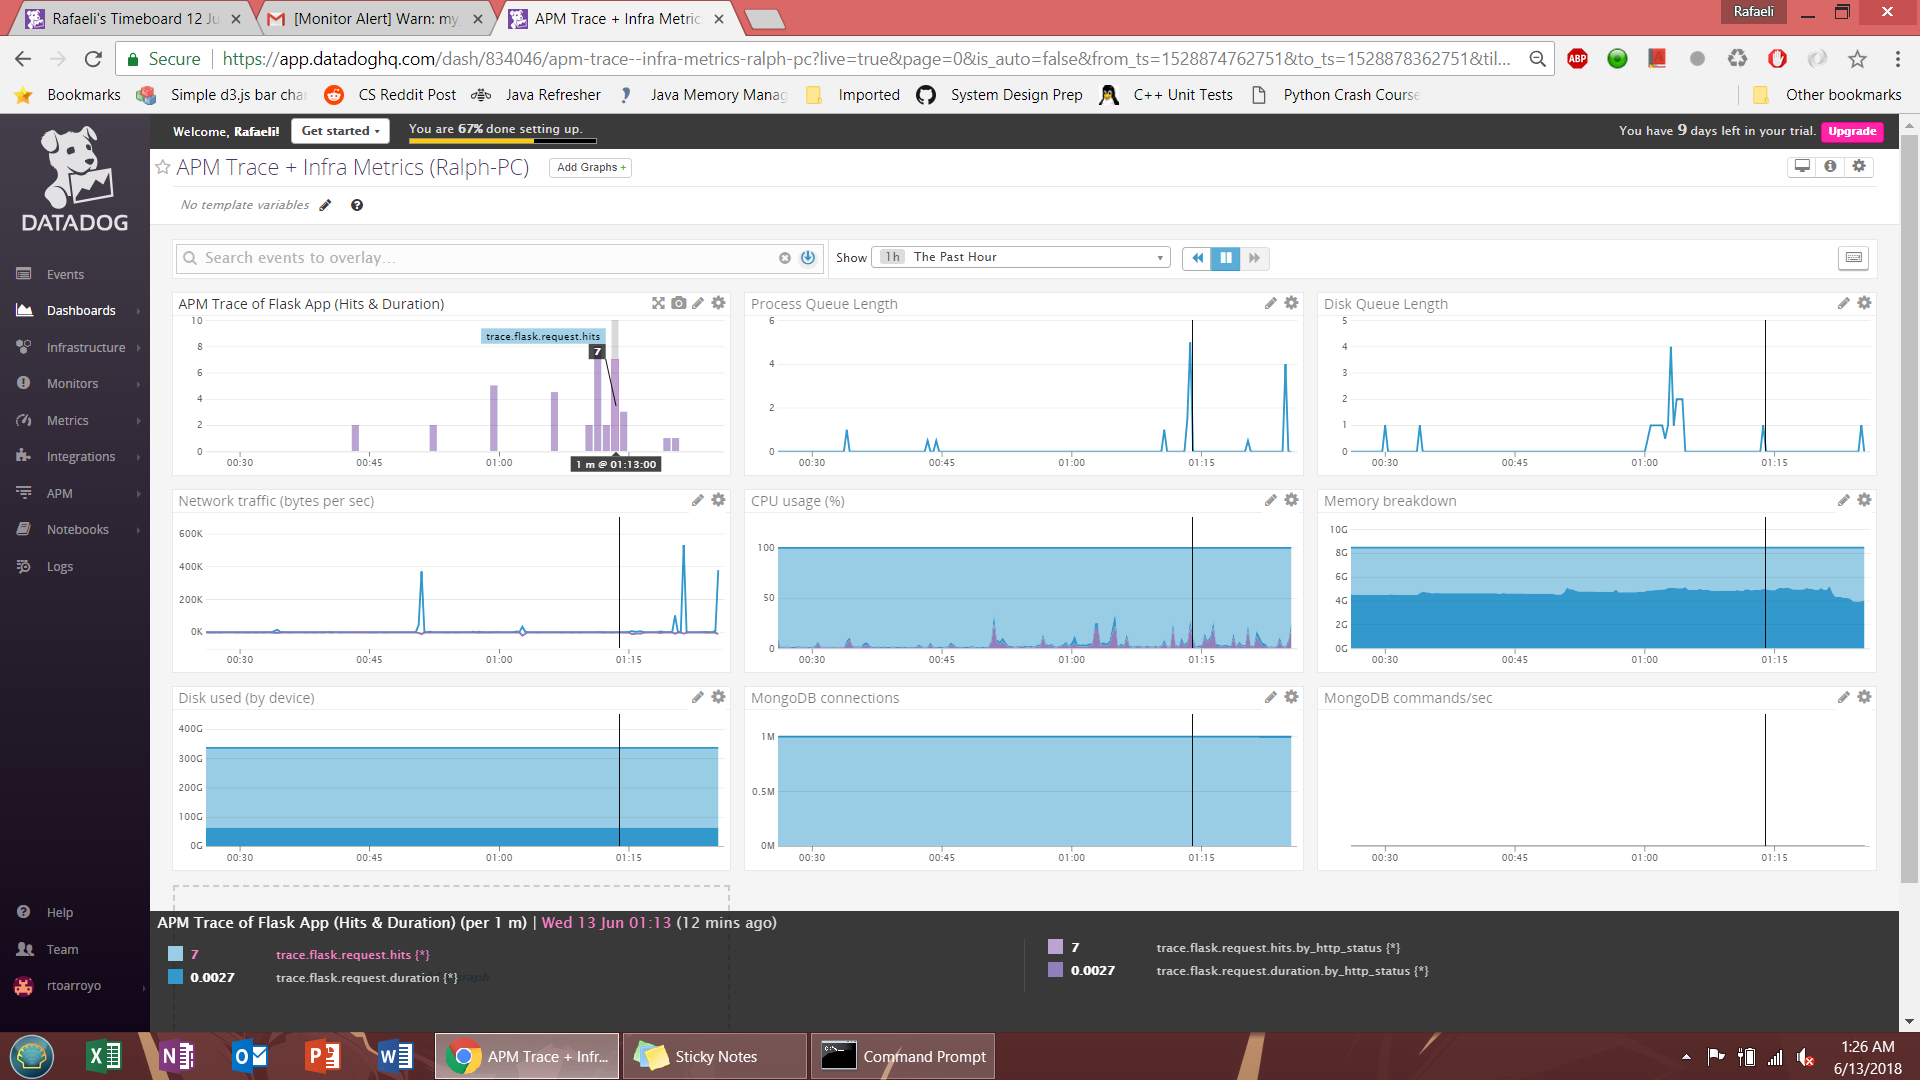 Rafaeli's Timeboard 12 Ju
[Monitor Alert] Warn: my
APM Trace + Infra Metric
Rafaeli
Secure
https://app.datadoghq.com/dash/834046/apm-trace--infra-metrics-ralph-pc?live=true&page=0&is_auto=false&from_ts=1528874762751&to_ts=1528878362751&til...
ABP
Bookmarks
Simple d3.js bar char
CS Reddit Post
Java Refresher
Java Memory Manag
Imported
System Design Prep
C++ Unit Tests
Python Crash Course
Other bookmarks
DATADOG
Welcome, Rafaeli!
Get started
You are 67% done setting up.
You have 9 days left in your trial.
Upgrade
APM Trace + Infra Metrics (Ralph-PC)
Add Graphs +
No template variables
Search events to overlay...
Show
1h The Past Hour
Events
Dashboards
Infrastructure
Monitors
Metrics
Integrations
APM
Notebooks
Logs
Help
Team
rtoarroyo
APM Trace of Flask App (Hits & Duration)
10
8
6
4
2
0
trace.flask.request.hits
7
00:30 00:45 01:00
1 m @ 01:13:00
Process Queue Length
6
4
2
0
00:30 00:45 01:00 01:15
Disk Queue Length
5
4
3
2
1
0
00:30 00:45 01:00 01:15
Network traffic (bytes per sec)
600K
400K
200K
0K
00:30 00:45 01:00 01:15
CPU usage (%)
100
50
0
00:30 00:45 01:00 01:15
Memory breakdown
10G
8G
6G
4G
2G
0G
00:30 00:45 01:00 01:15
Disk used (by device)
400G
300G
200G
100G
0G
00:30 00:45 01:00 01:15
MongoDB connections
1M
0.5M
0M
00:30 00:45 01:00 01:15
MongoDB commands/sec
00:30 00:45 01:00 01:15
APM Trace of Flask App (Hits & Duration) (per 1 m) | Wed 13 Jun 01:13 (12 mins ago)
7 trace.flask.request.hits {*}
0.0027 trace.flask.request.duration {*}
7 trace.flask.request.hits.by_http_status {*}
0.0027 trace.flask.request.duration.by_http_status {*}
APM Trace + Infr...
Sticky Notes
Command Prompt
1:26 AM
6/13/2018